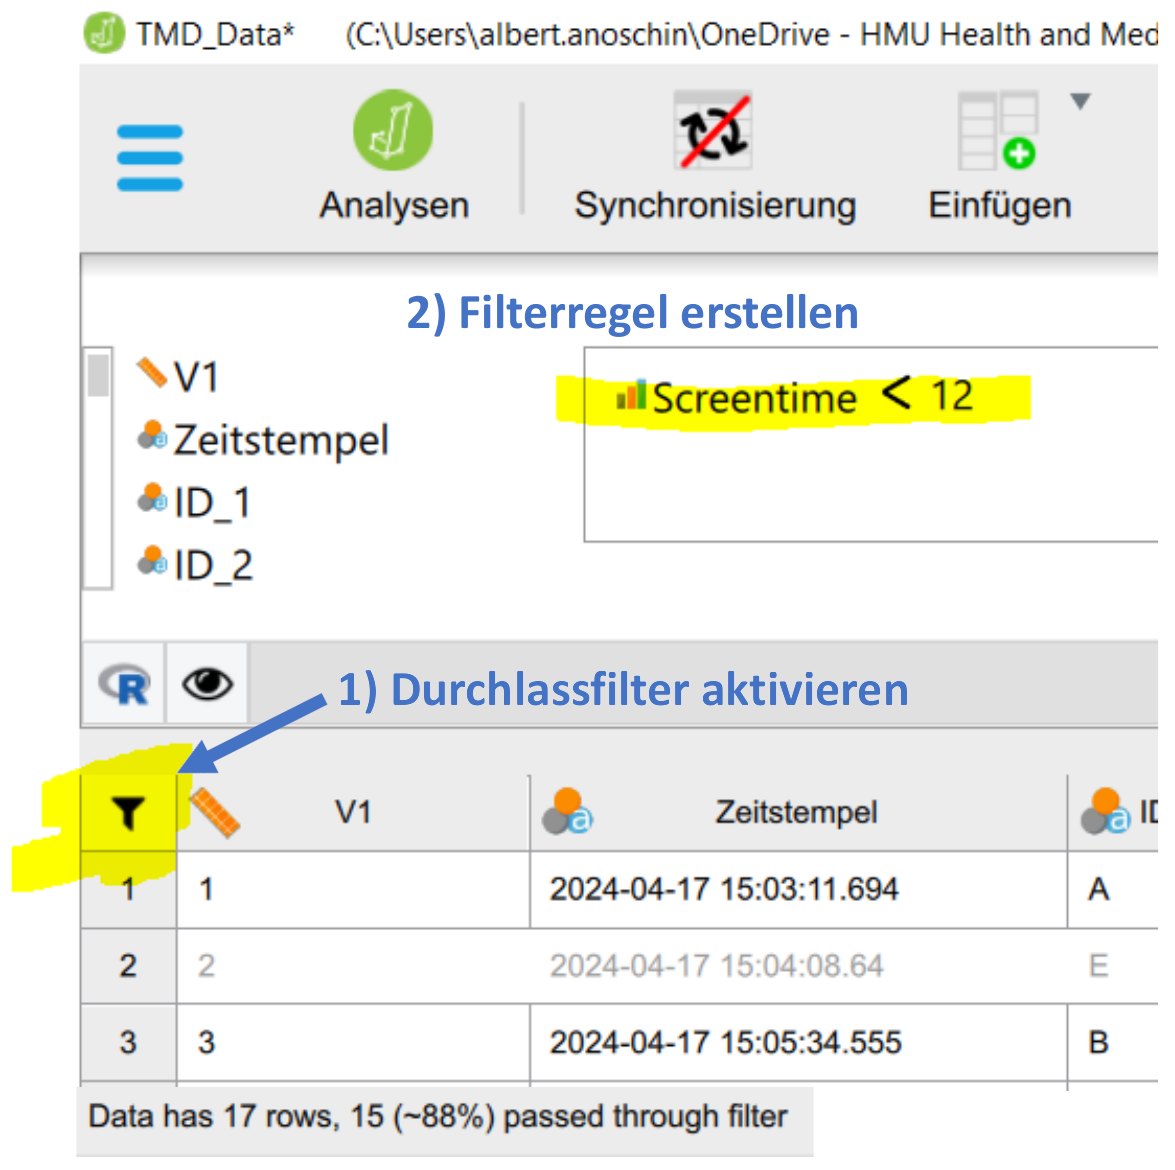 TMD_Data* (C:\Users\albert.anoschin\OneDrive - HMU Health and Med
Analysen Synchronisierung Einfügen
2) Filterregel erstellen
V1
Zeitstempel
ID_1
ID_2
Screentime < 12
R
1) Durchlassfilter aktivieren
V1 a Zeitstempel a ID
1 1 2024-04-17 15:03:11.694 A
2 2 2024-04-17 15:04:08.64 E
3 3 2024-04-17 15:05:34.555 B
Data has 17 rows, 15 (~88%) passed through filter